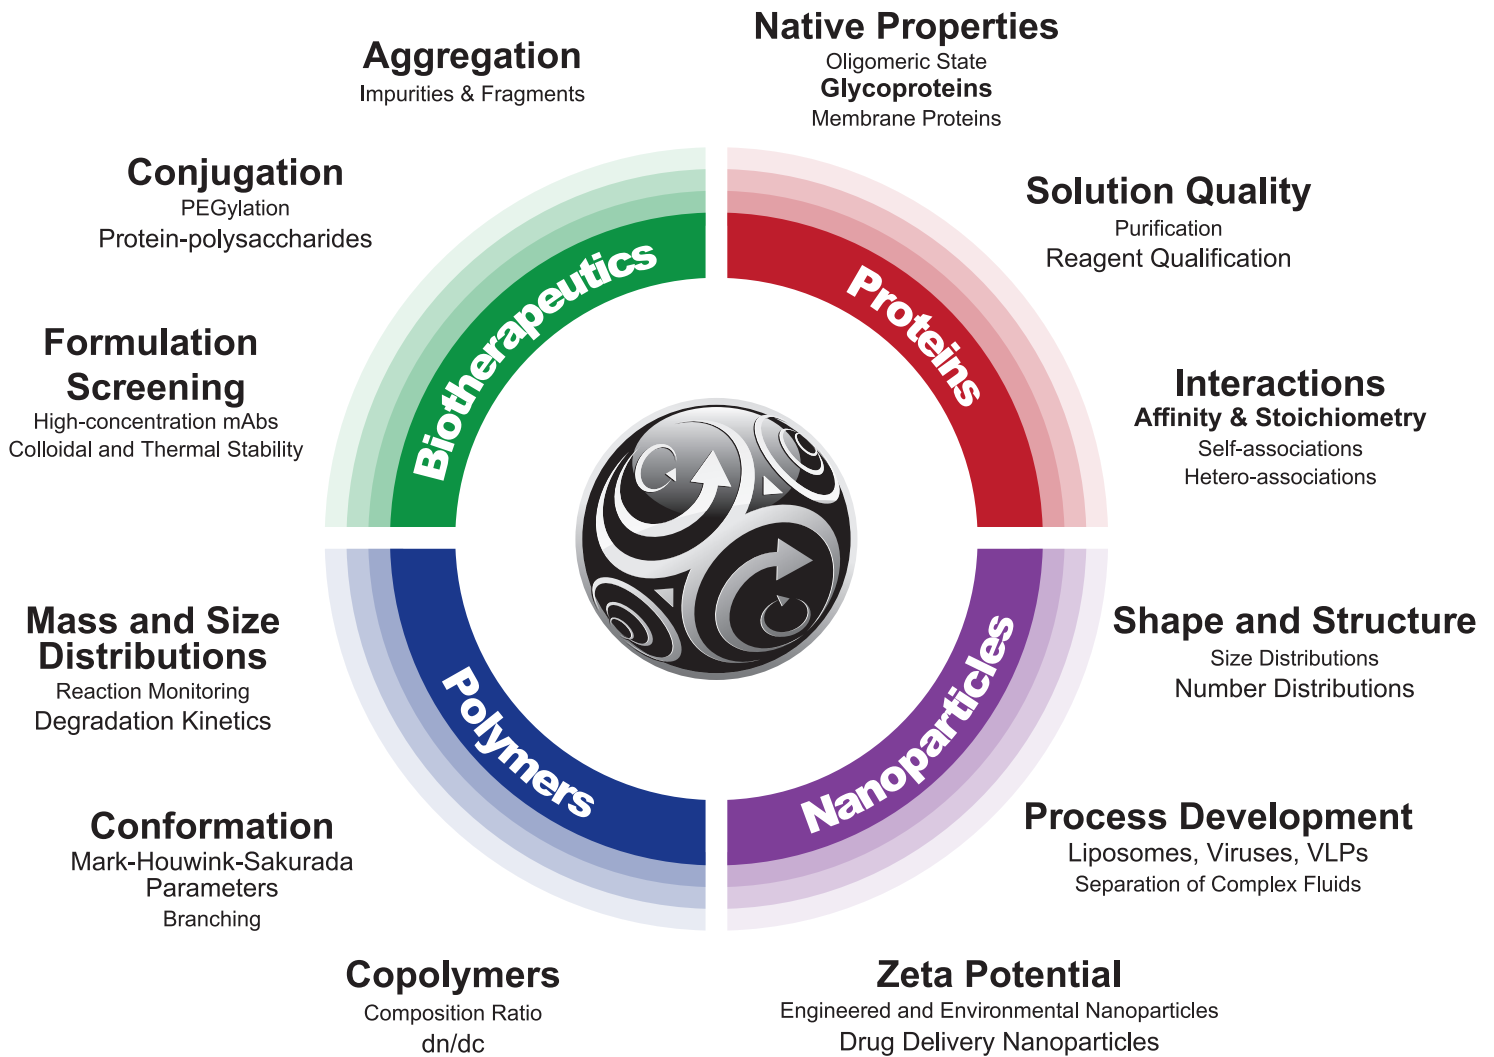 Native Properties
Oligomeric State
Glycoproteins
Membrane Proteins
Solution Quality
Purification
Reagent Qualification
Interactions
Affinity & Stoichiometry
Self-associations
Hetero-associations
Proteins
Aggregation
Impurities & Fragments
Conjugation
PEGylation
Protein-polysaccharides
Formulation
Screening
High-concentration mAbs
Colloidal and Thermal Stability
Biotherapeutics
Mass and Size
Distributions
Reaction Monitoring
Degradation Kinetics
Conformation
Mark-Houwink-Sakurada
Parameters
Branching
Copolymers
Composition Ratio
dn/dc
Polymers
Shape and Structure
Size Distributions
Number Distributions
Process Development
Liposomes, Viruses, VLPs
Separation of Complex Fluids
Zeta Potential
Engineered and Environmental Nanoparticles
Drug Delivery Nanoparticles
Nanoparticles